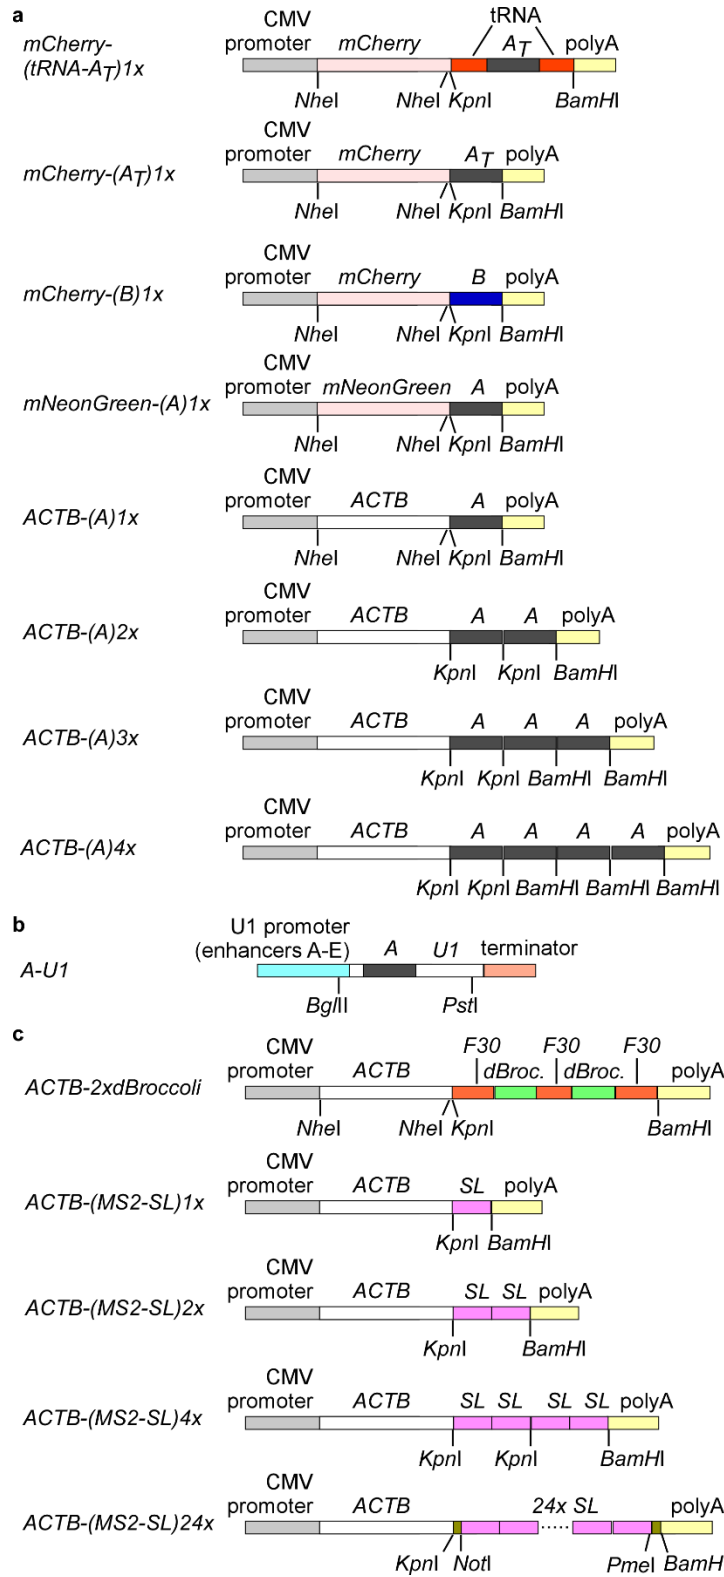 a
CMV
promoter
tRNA
mCherry-
(tRNA-AT)1x
mCherry
AT
polyA
NheI NheI KpnI BamHI
CMV
promoter
mCherry-(AT)1x
mCherry AT polyA
NheI NheI KpnI BamHI
CMV
promoter
mCherry-(B)1x
mCherry B polyA
NheI NheI KpnI BamHI
CMV
promoter
mNeonGreen-(A)1x
mNeonGreen A polyA
NheI NheI KpnI BamHI
CMV
promoter
ACTB-(A)1x
ACTB A polyA
NheI NheI KpnI BamHI
CMV
promoter
ACTB-(A)2x
ACTB A A polyA
KpnI KpnI BamHI
CMV
promoter
ACTB-(A)3x
ACTB A A A polyA
KpnI KpnI BamHI BamHI
CMV
promoter
ACTB-(A)4x
ACTB A A A A polyA
KpnI KpnI BamHI BamHI BamHI
b
U1 promoter
(enhancers A-E)
A-U1
A U1 terminator
BglII PstI
c
CMV
promoter
F30 F30 F30
ACTB-2xdBroccoli
ACTB dBroc. dBroc. polyA
NheI NheI KpnI BamHI
CMV
promoter
ACTB-(MS2-SL)1x
ACTB SL polyA
KpnI BamHI
CMV
promoter
ACTB-(MS2-SL)2x
ACTB SL SL polyA
KpnI BamHI
CMV
promoter
ACTB-(MS2-SL)4x
ACTB SL SL SL SL polyA
KpnI KpnI BamHI
CMV
promoter
ACTB-(MS2-SL)24x
ACTB 24x SL polyA
KpnI NotI PmeI BamH